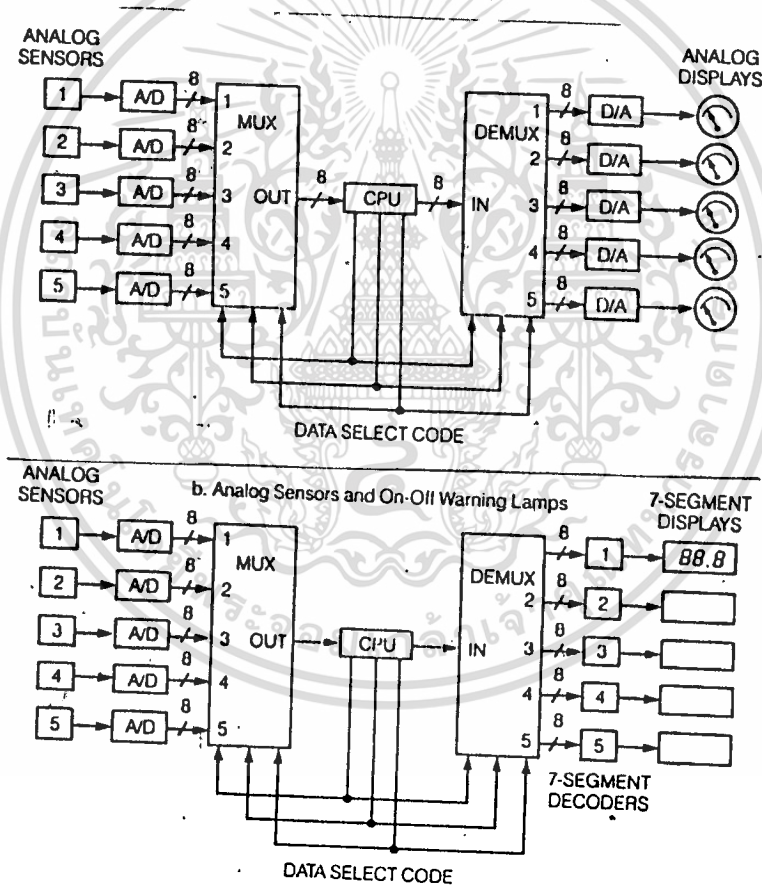 ANALOG
SENSORS
ANALOG
DISPLAYS
1 A/D 8 1
2 A/D 8 2
3 A/D 8 3
4 A/D 8 4
5 A/D 8 5
MUX
OUT
8
CPU
8
DEMUX
IN
1 8 D/A
2 8 D/A
3 8 D/A
4 8 D/A
5 8 D/A
DATA SELECT CODE
b. Analog Sensors and On-Off Warning Lamps
ANALOG
SENSORS
7-SEGMENT
DISPLAYS
1 A/D 8 1
2 A/D 8 2
3 A/D 8 3
4 A/D 8 4
5 A/D 8 5
MUX
OUT
CPU
DEMUX
IN
8 1 88.8
2 8 2
3 8 3
4 8 4
5 8 5
7-SEGMENT
DECODERS
DATA SELECT CODE